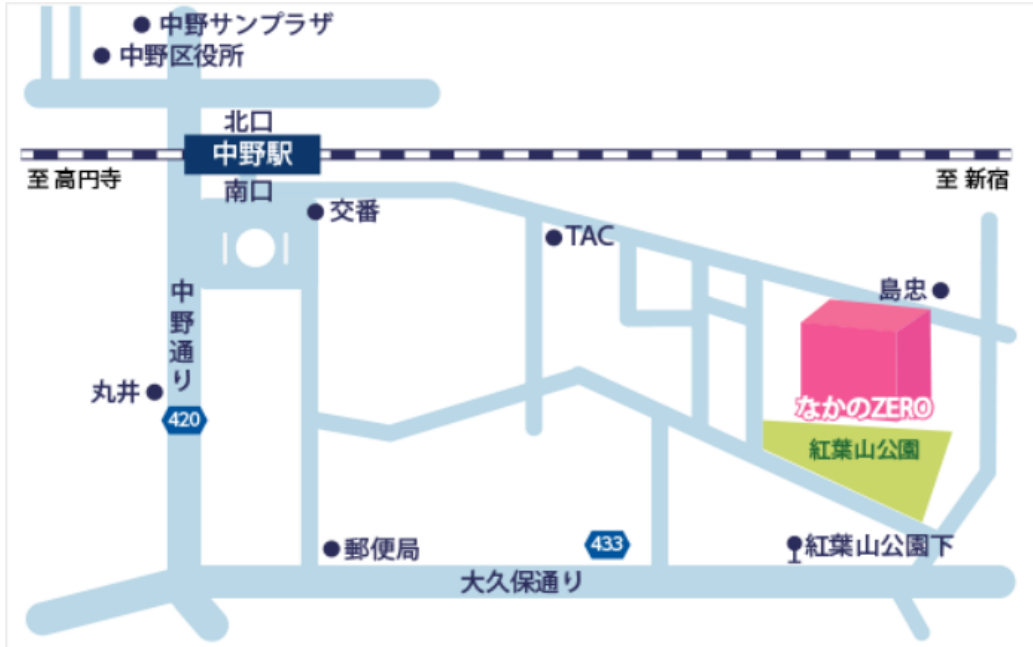 中野サンプラザ
中野区役所
北口
中野駅
至 高円寺
至 新宿
南口
交番
TAC
島忠
中野通り
丸井
420
なかのZERO
紅葉山公園
郵便局
433
紅葉山公園下
大久保通り